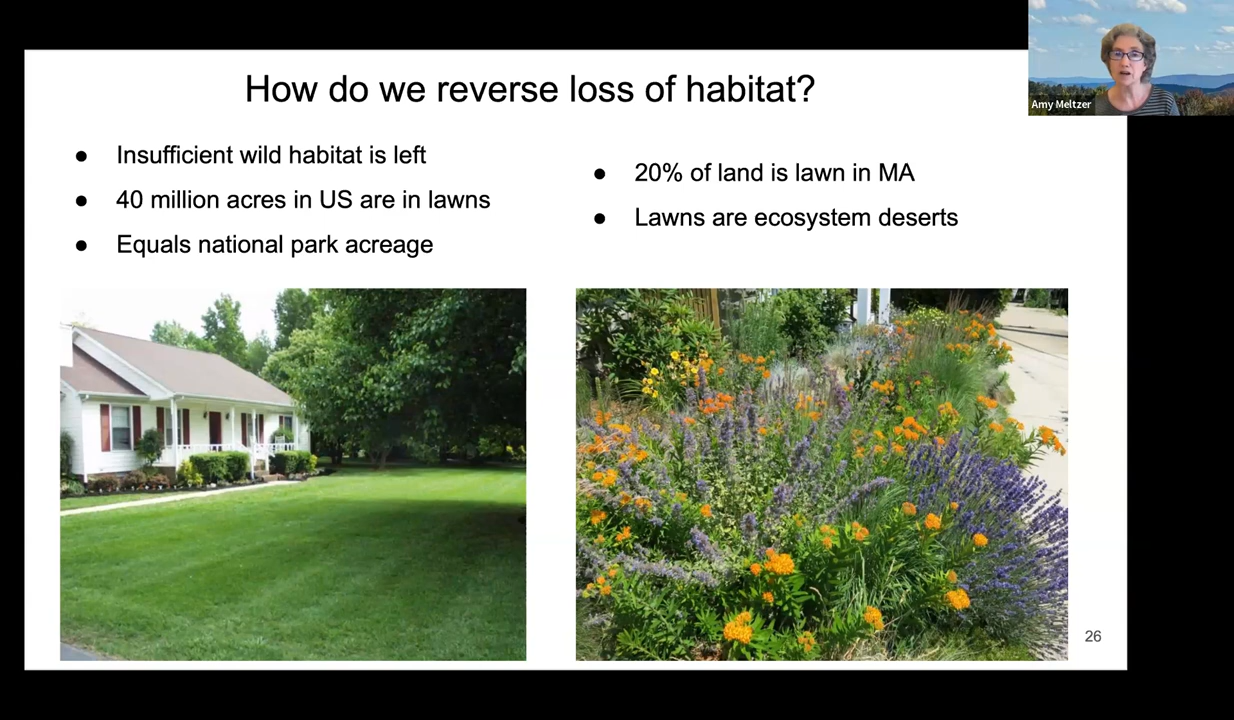 How do we reverse loss of habitat?
Amy Meltzer
● Insufficient wild habitat is left
● 40 million acres in US are in lawns
● Equals national park acreage
● 20% of land is lawn in MA
● Lawns are ecosystem deserts
26